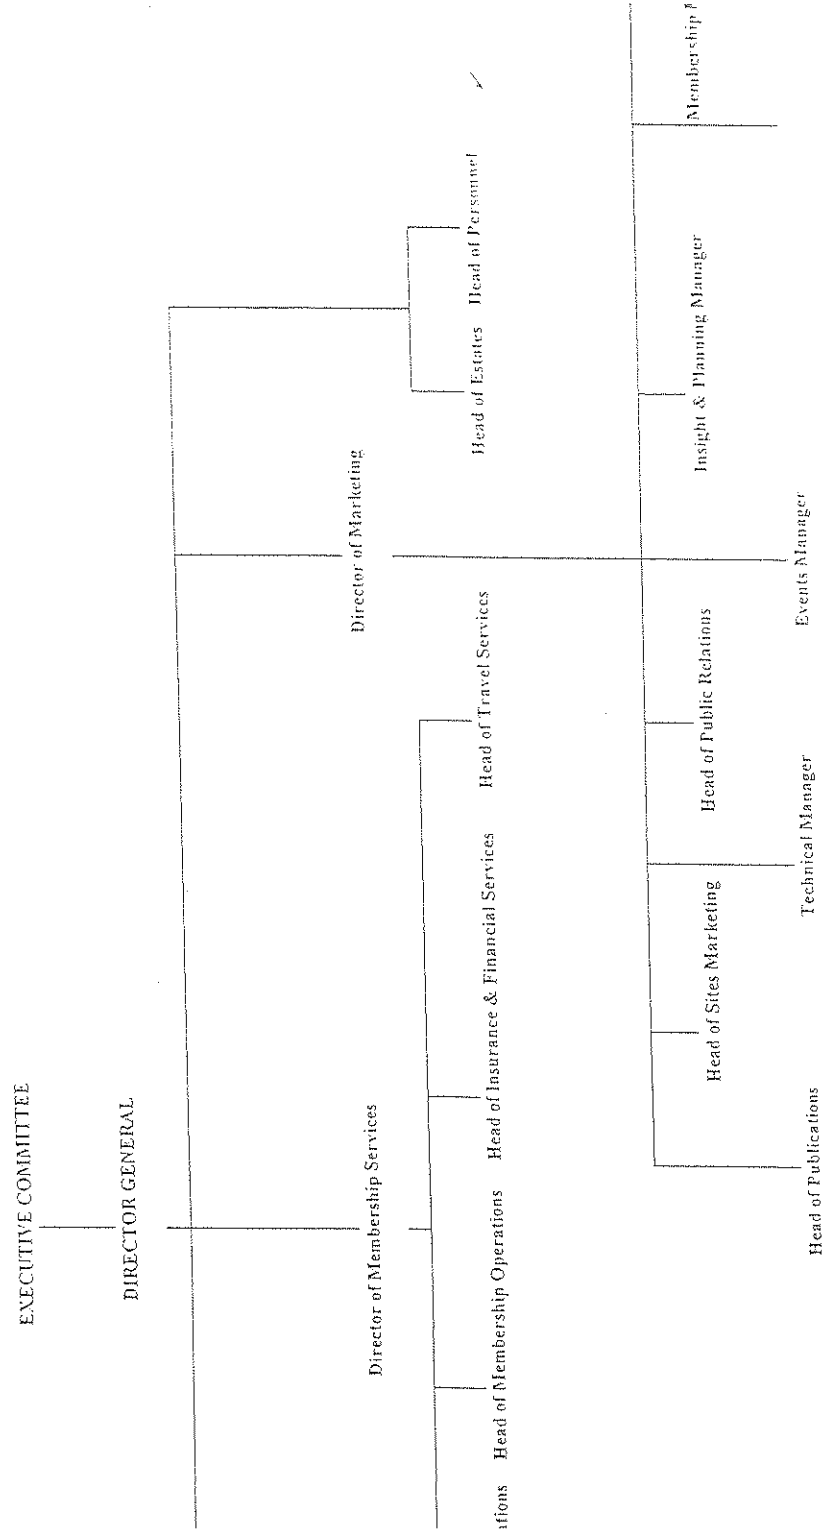 EXECUTIVE COMMITTEE
DIRECTOR GENERAL
Director of Membership Services
Director of Marketing
Head of Membership Operations
Head of Insurance & Financial Services
Head of Travel Services
Head of Estates
Head of Personnel
Head of Sites Marketing
Head of Public Relations
Insight & Planning Manager
Membership
Head of Publications
Technical Manager
Events Manager